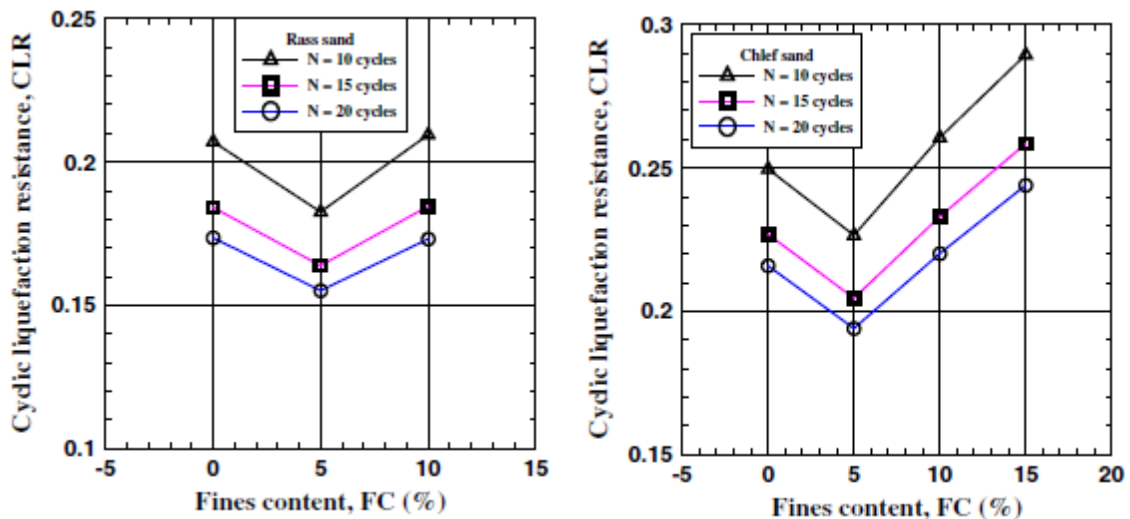 Cyclic liquefaction resistance, CLR
0.25
0.2
0.15
0.1
Rass sand
N = 10 cycles
N = 15 cycles
N = 20 cycles
-5 0 5 10 15
Fines content, FC (%)
Cyclic liquefaction resistance, CLR
0.3
0.25
0.2
0.15
Chlef sand
N = 10 cycles
N = 15 cycles
N = 20 cycles
-5 0 5 10 15 20
Fines content, FC (%)